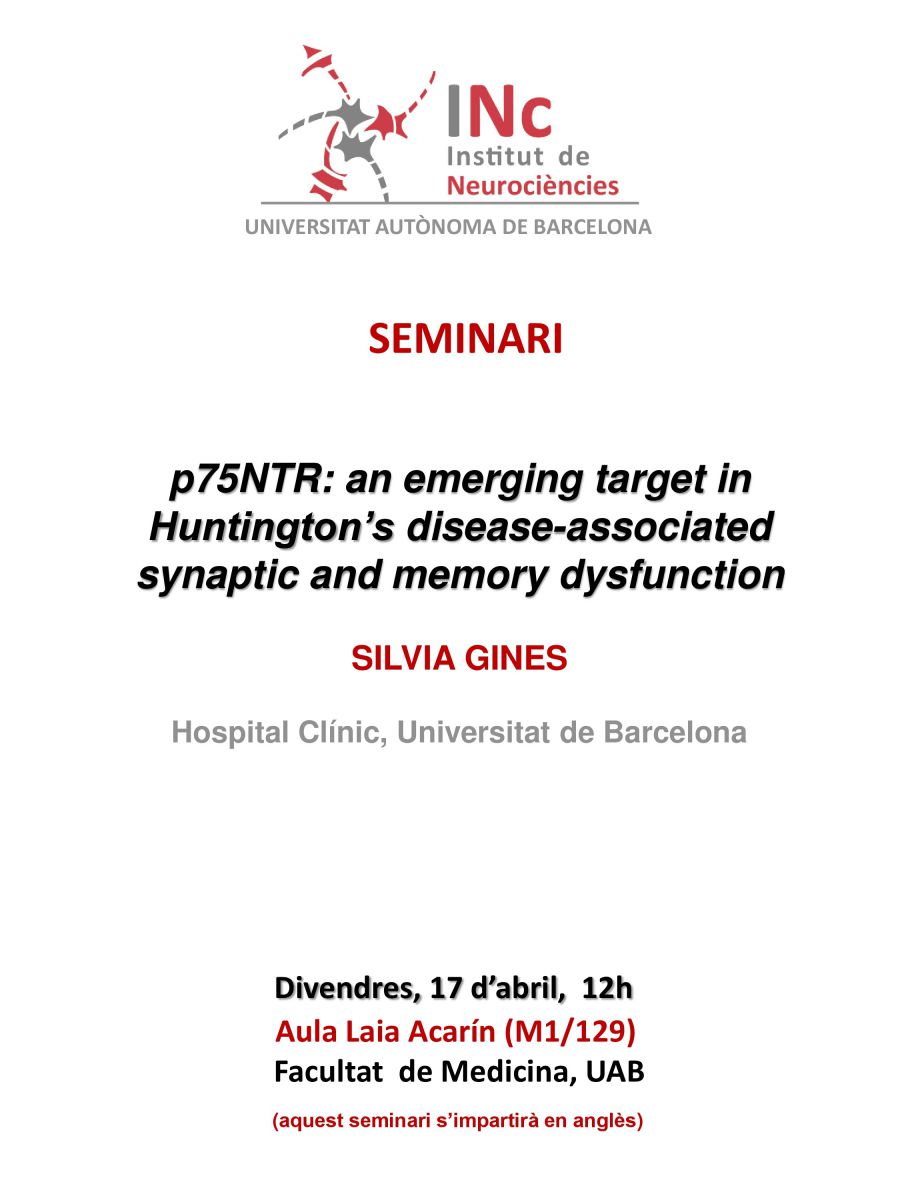 INc
Institut de
Neurociències
UNIVERSITAT AUTÒNOMA DE BARCELONA
SEMINARI
p75NTR: an emerging target in
Huntington’s disease-associated
synaptic and memory dysfunction
SILVIA GINES
Hospital Clínic, Universitat de Barcelona
Divendres, 17 d’abril, 12h
Aula Laia Acarín (M1/129)
Facultat de Medicina, UAB
(aquest seminari s’impartirà en anglès)